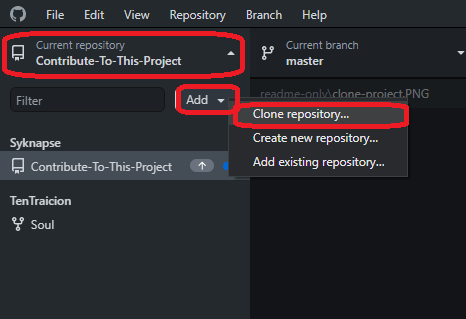 File Edit View Repository Branch Help
Current repository
Contribute-To-This-Project
Current branch
master
Filter
Add
readme-only\clone-project.PNG
Clone repository...
Create new repository...
Add existing repository...
Syknapse
Contribute-To-This-Project
TenTraicion
Soul